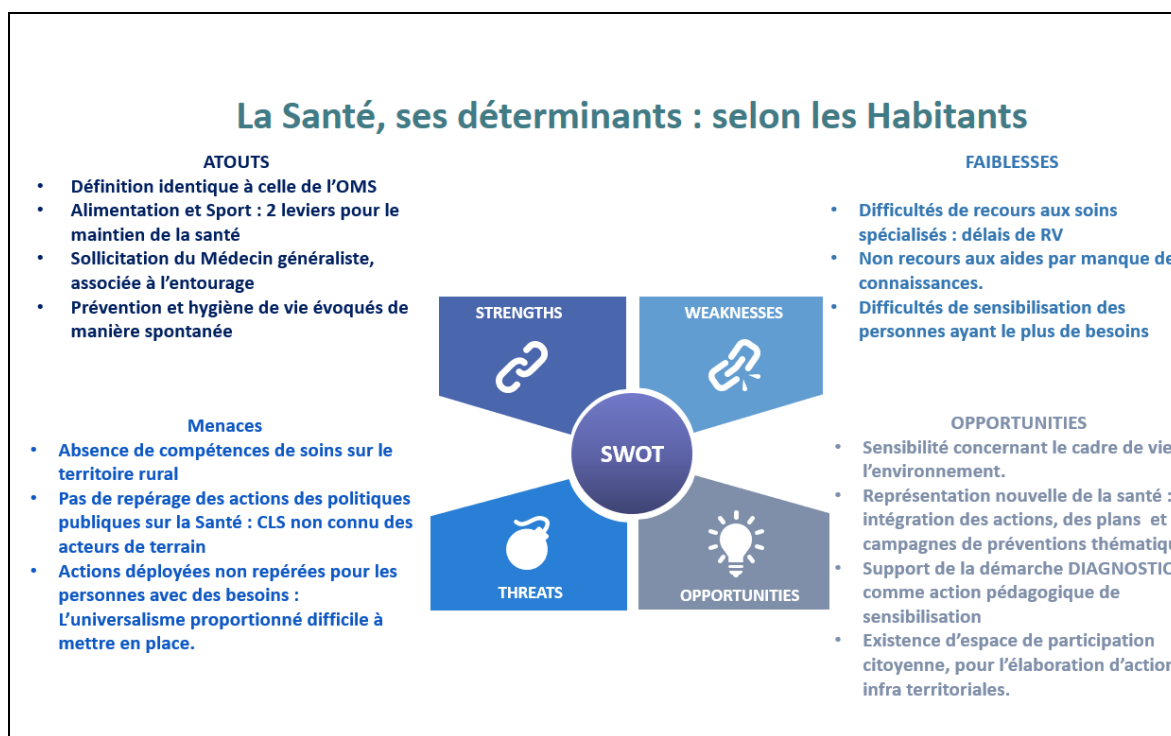 La Santé, ses déterminants : selon les Habitants
ATOUTS
• Définition identique à celle de l’OMS
• Alimentation et Sport : 2 leviers pour le
maintien de la santé
• Sollicitation du Médecin généraliste,
associée à l’entourage
• Prévention et hygiène de vie évoqués de
manière spontanée
FAIBLESSES
• Difficultés de recours aux soins
spécialisés : délais de RV
• Non recours aux aides par manque de
connaissances.
• Difficultés de sensibilisation des
personnes ayant le plus de besoins
STRENGTHS
WEAKNESSES
SWOT
THREATS
OPPORTUNITIES
Menaces
• Absence de compétences de soins sur le
territoire rural
• Pas de repérage des actions des politiques
publiques sur la Santé : CLS non connu des
acteurs de terrain
• Actions déployées non repérées pour les
personnes avec des besoins :
L’universalisme proportionné difficile à
mettre en place.
OPPORTUNITIES
• Sensibilité concernant le cadre de vie
l’environnement.
• Représentation nouvelle de la santé :
intégration des actions, des plans et
campagnes de préventions
• Support de la démarche DIAGNOSTIC
comme action pédagogique de
sensibilisation
• Existence d’espace de participation
citoyenne, pour l’élaboration
infra territoriales.